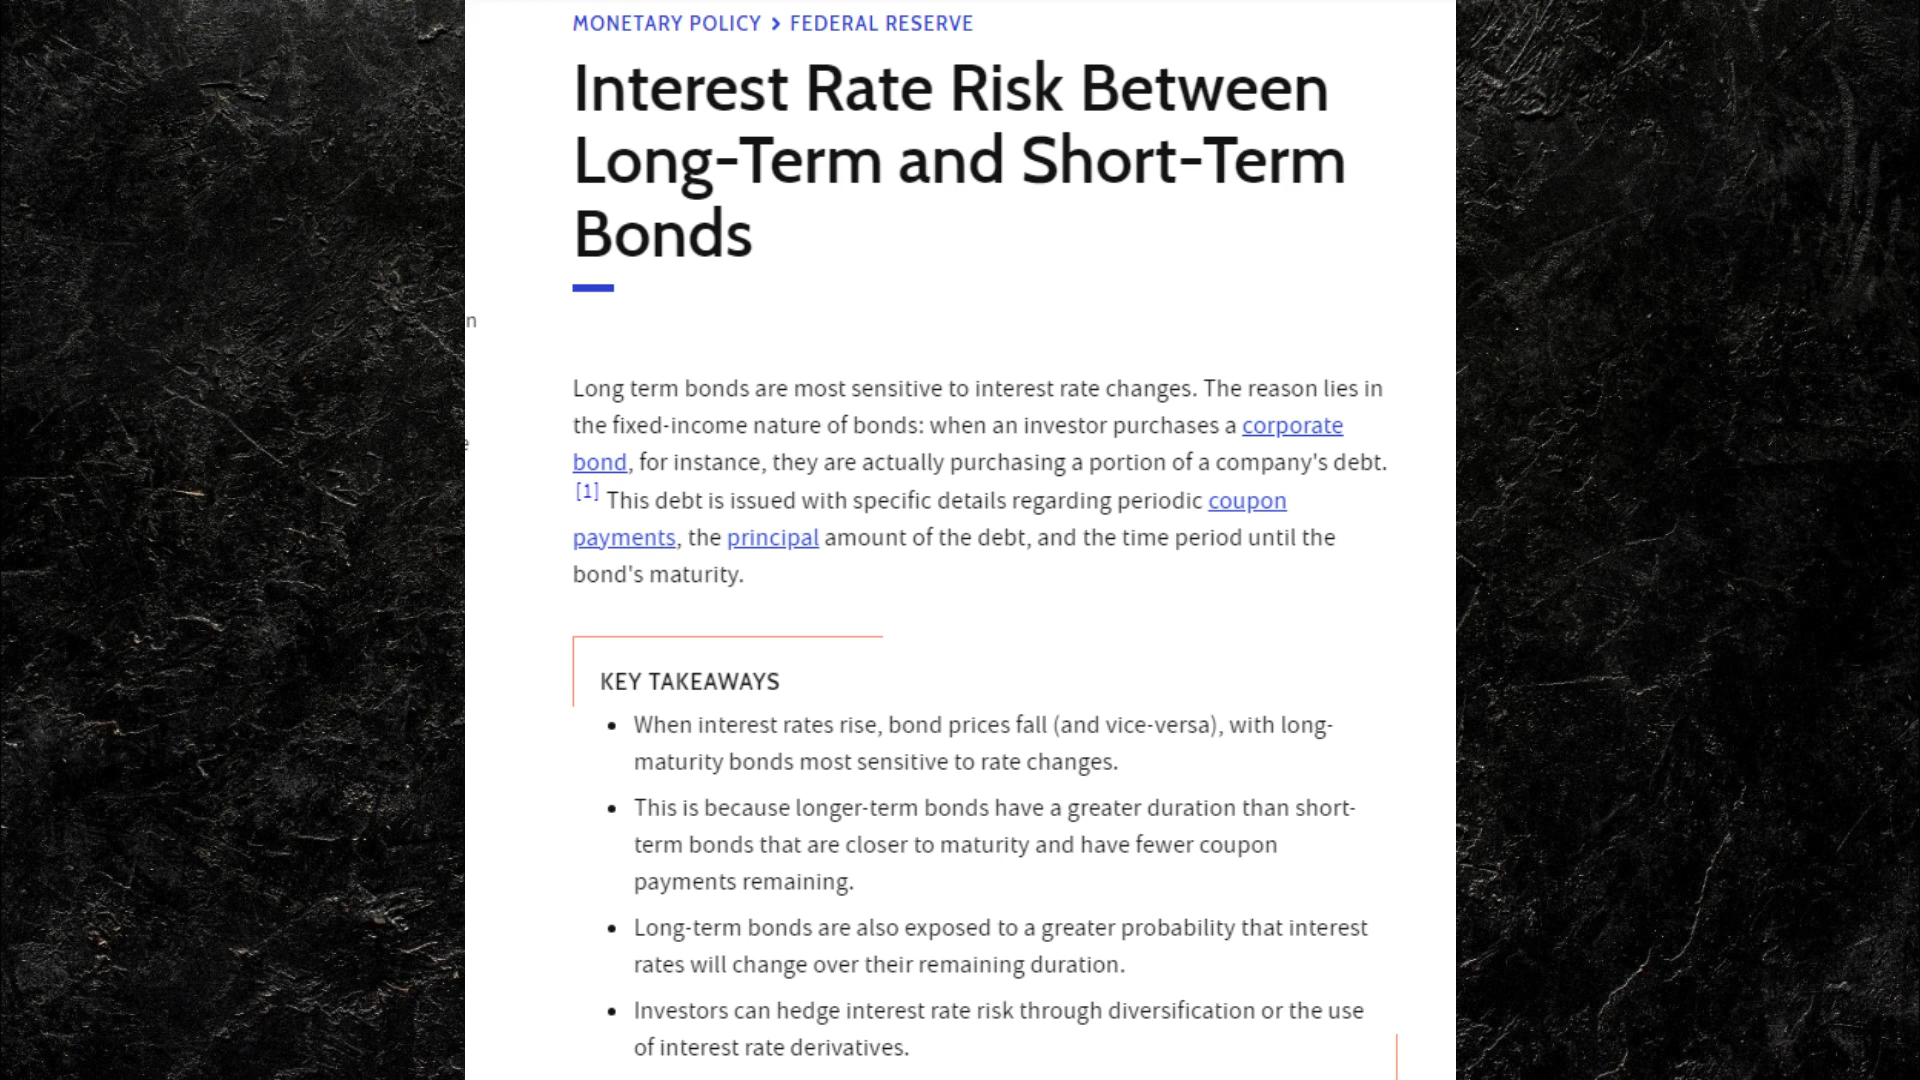 MONETARY POLICY > FEDERAL RESERVE
Interest Rate Risk Between
Long-Term and Short-Term
Bonds
n
Long term bonds are most sensitive to interest rate changes. The reason lies in
the fixed-income nature of bonds: when an investor purchases a corporate
e
bond, for instance, they are actually purchasing a portion of a company's debt.
[1] This debt is issued with specific details regarding periodic coupon
payments, the principal amount of the debt, and the time period until the
bond's maturity.
KEY TAKEAWAYS
• When interest rates rise, bond prices fall (and vice-versa), with long-
maturity bonds most sensitive to rate changes.
• This is because longer-term bonds have a greater duration than short-
term bonds that are closer to maturity and have fewer coupon
payments remaining.
• Long-term bonds are also exposed to a greater probability that interest
rates will change over their remaining duration.
• Investors can hedge interest rate risk through diversification or the use
of interest rate derivatives.